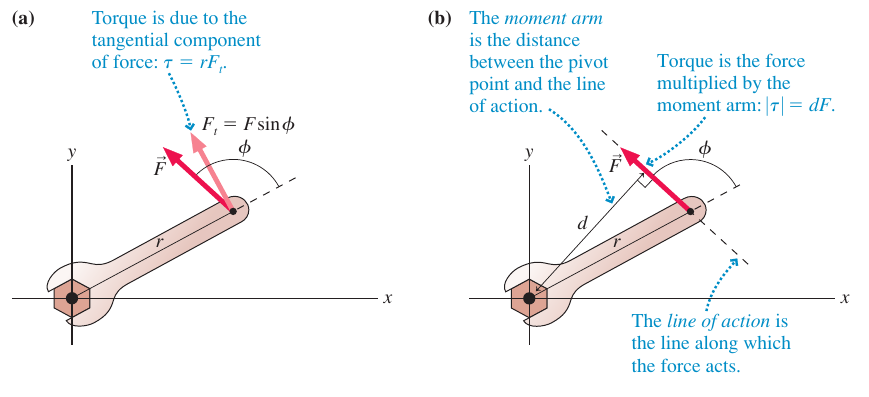 (a)
Torque is due to the
tangential component
of force: τ = rFₜ.
Fₜ = F sin ϕ
ϕ
F⃗
y
r
x
(b)
The moment arm
is the distance
between the pivot
point and the line
of action.
Torque is the force
multiplied by the
moment arm: |τ| = dF.
y
F⃗
ϕ
d
r
x
The line of action is
the line along which
the force acts.